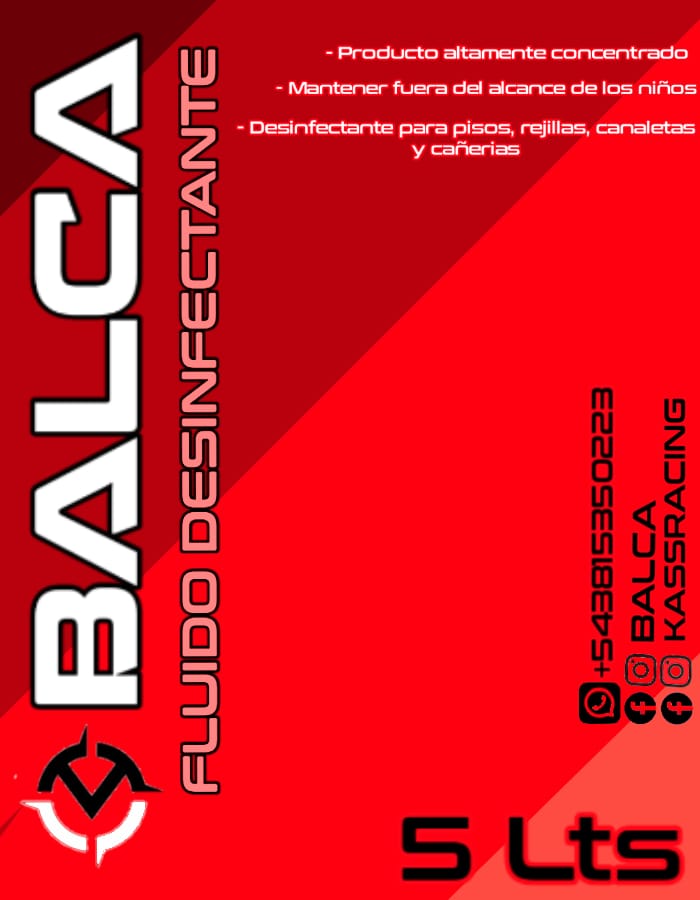 BALCA
FLUIDO DESINFECTANTE
- Producto altamente concentrado
- Mantener fuera del alcance de los niños
- Desinfectante para pisos, rejillas, canaletas
y cañerias
+543815350223
BALCA
KASSRACING
5 Lts